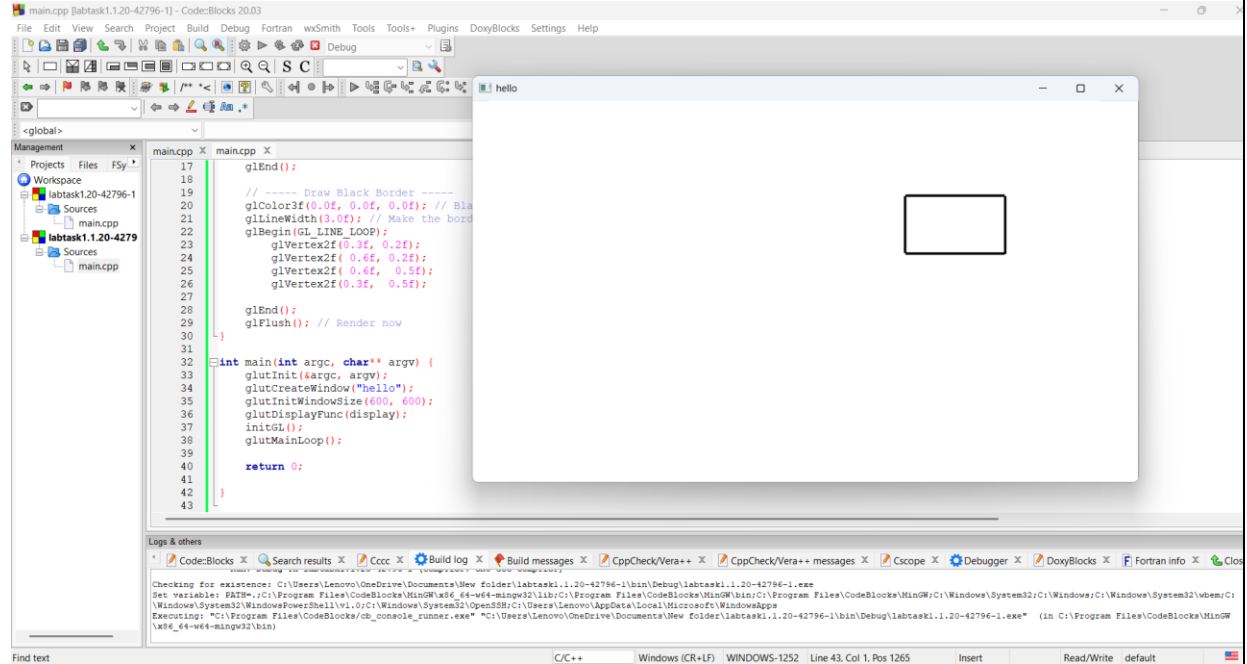 main.cpp [labtask1.1.20-42796-1] - Code::Blocks 20.03
File Edit View Search Project Build Debug Fortran wxSmith Tools Tools+ Plugins DoxyBlocks Settings Help
Debug
S C
/** *<
hello
Aa .*
<global>
Management
Projects Files FSy
Workspace
labtask1.20-42796-1
Sources
main.cpp
labtask1.1.20-4279
Sources
main.cpp
main.cpp X main.cpp X
17 glEnd();
18
19 // ----- Draw Black Border -----
20 glColor3f(0.0f, 0.0f, 0.0f); // Bla
21 glLineWidth(3.0f); // Make the bord
22 glBegin(GL_LINE_LOOP);
23 glVertex2f(0.3f, 0.2f);
24 glVertex2f( 0.6f, 0.2f);
25 glVertex2f( 0.6f, 0.5f);
26 glVertex2f(0.3f, 0.5f);
27
28 glEnd();
29 glFlush(); // Render now
30 }
31
32 int main(int argc, char** argv) {
33 glutInit(&argc, argv);
34 glutCreateWindow("hello");
35 glutInitWindowSize(600, 600);
36 glutDisplayFunc(display);
37 initGL();
38 glutMainLoop();
39
40 return 0;
41
42 }
43
Logs & others
Code::Blocks X Search results X Cccc X Build log X Build messages X CppCheck/Vera++ X CppCheck/Vera++ messages X Cscope X Debugger X DoxyBlocks X Fortran info X Clos
Checking for existence: C:\Users\Lenovo\OneDrive\Documents\New folder\labtask1.1.20-42796-1\bin\Debug\labtask1.1.20-42796-1.exe
Set variable: PATH=.;C:\Program Files\CodeBlocks\MinGW\x86_64-w64-mingw32\lib;C:\Program Files\CodeBlocks\MinGW\bin;C:\Program Files\CodeBlocks\MinGW;C:\Windows\System32;C:\Windows;C:\Windows\System32\wbem;C:
\Windows\System32\WindowsPowerShell\v1.0;C:\Windows\System32\OpenSSH;C:\Users\Lenovo\AppData\Local\Microsoft\WindowsApps
Executing: "C:\Program Files\CodeBlocks/cb_console_runner.exe" "C:\Users\Lenovo\OneDrive\Documents\New folder\labtask1.1.20-42796-1\bin\Debug\labtask1.1.20-42796-1.exe" (in C:\Program Files\CodeBlocks\MinGW
\x86_64-w64-mingw32\bin)
Find text C/C++ Windows (CR+LF) WINDOWS-1252 Line 43, Col 1, Pos 1265 Insert Read/Write default